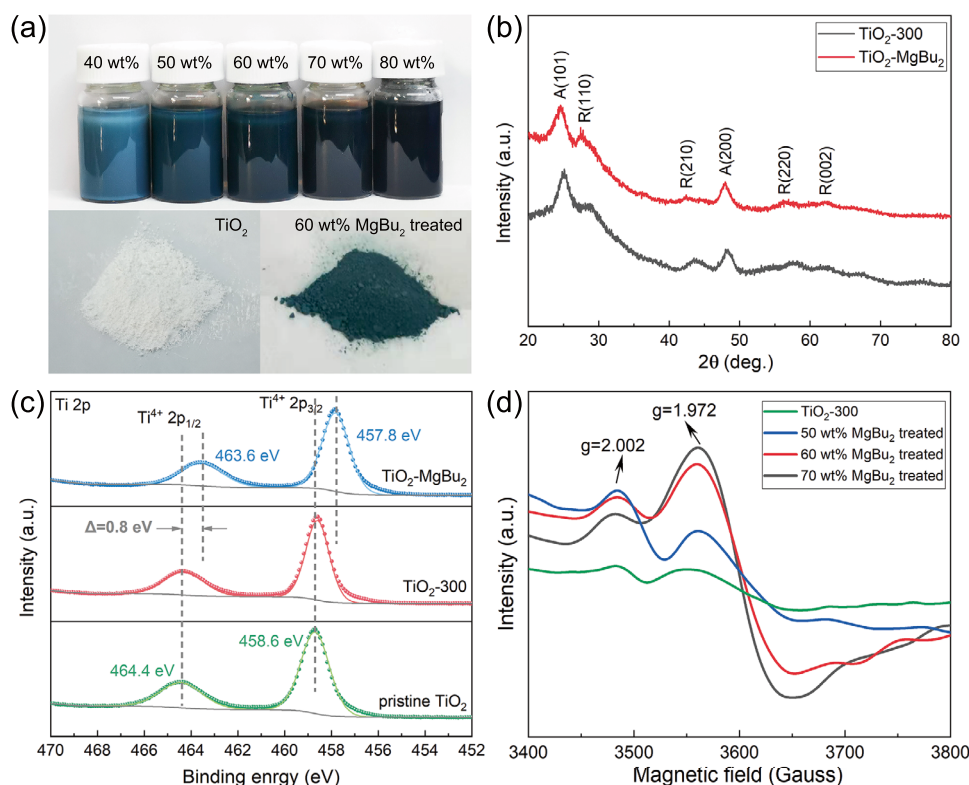 (a)
40 wt%
50 wt%
60 wt%
70 wt%
80 wt%
TiO₂
60 wt% MgBu₂ treated
(b)
TiO₂-300
TiO₂-MgBu₂
A(101)
R(110)
R(210)
A(200)
R(220)
R(002)
Intensity (a.u.)
20 30 40 50 60 70 80
2θ (deg.)
(c)
Ti 2p
Ti⁴⁺ 2p₁/₂
Ti⁴⁺ 2p₃/₂
463.6 eV
457.8 eV
TiO₂-MgBu₂
Δ=0.8 eV
TiO₂-300
464.4 eV
458.6 eV
pristine TiO₂
Intensity (a.u.)
470 468 466 464 462 460 458 456 454 452
Binding enrgy (eV)
(d)
g=2.002
g=1.972
TiO₂-300
50 wt% MgBu₂ treated
60 wt% MgBu₂ treated
70 wt% MgBu₂ treated
Intensity (a.u.)
3400 3500 3600 3700 3800
Magnetic field (Gauss)